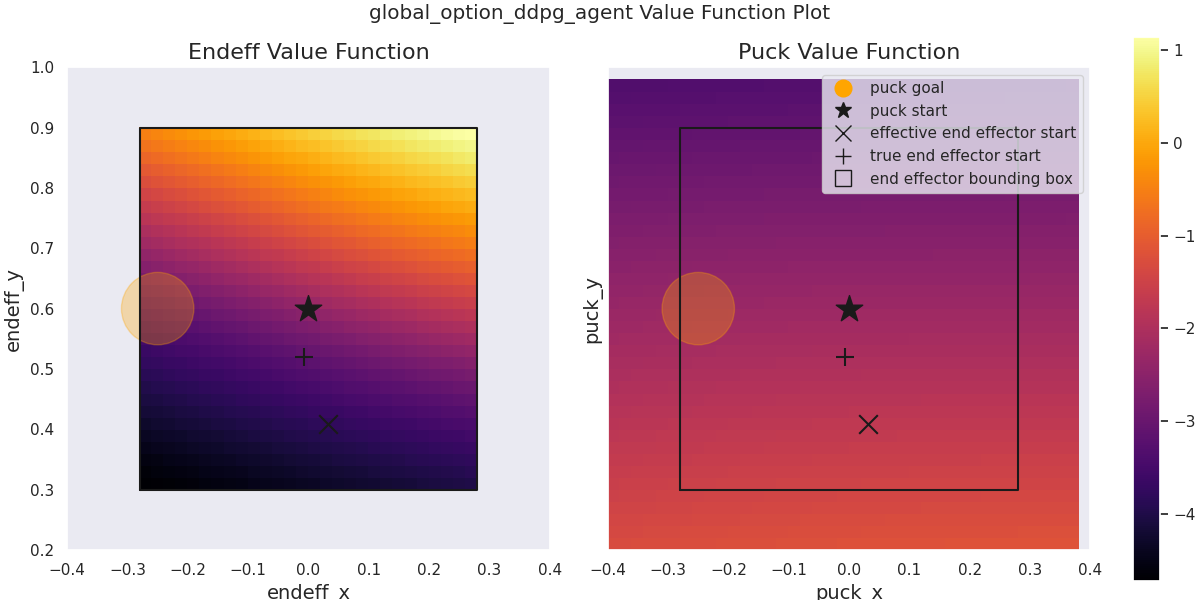 global_option_ddpg_agent Value Function Plot
Endeff Value Function
1.0
0.9
0.8
0.7
0.6
0.5
0.4
0.3
0.2
endeff_y
−0.4 −0.3 −0.2 −0.1 0.0 0.1 0.2 0.3 0.4
endeff_x
Puck Value Function
puck goal
puck start
effective end effector start
true end effector start
end effector bounding box
puck_y
−0.4 −0.3 −0.2 −0.1 0.0 0.1 0.2 0.3 0.4
puck_x
1
0
−1
−2
−3
−4